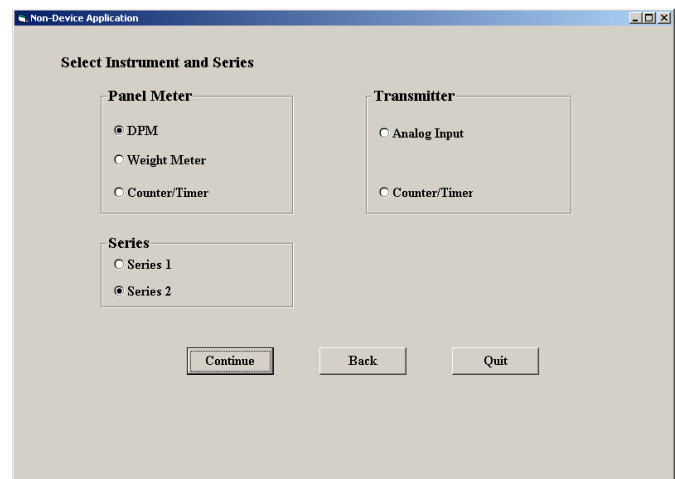 Non-Device Application
Select Instrument and Series
Panel Meter
DPM
Weight Meter
Counter/Timer
Transmitter
Analog Input
Counter/Timer
Series
Series 1
Series 2
Continue
Back
Quit